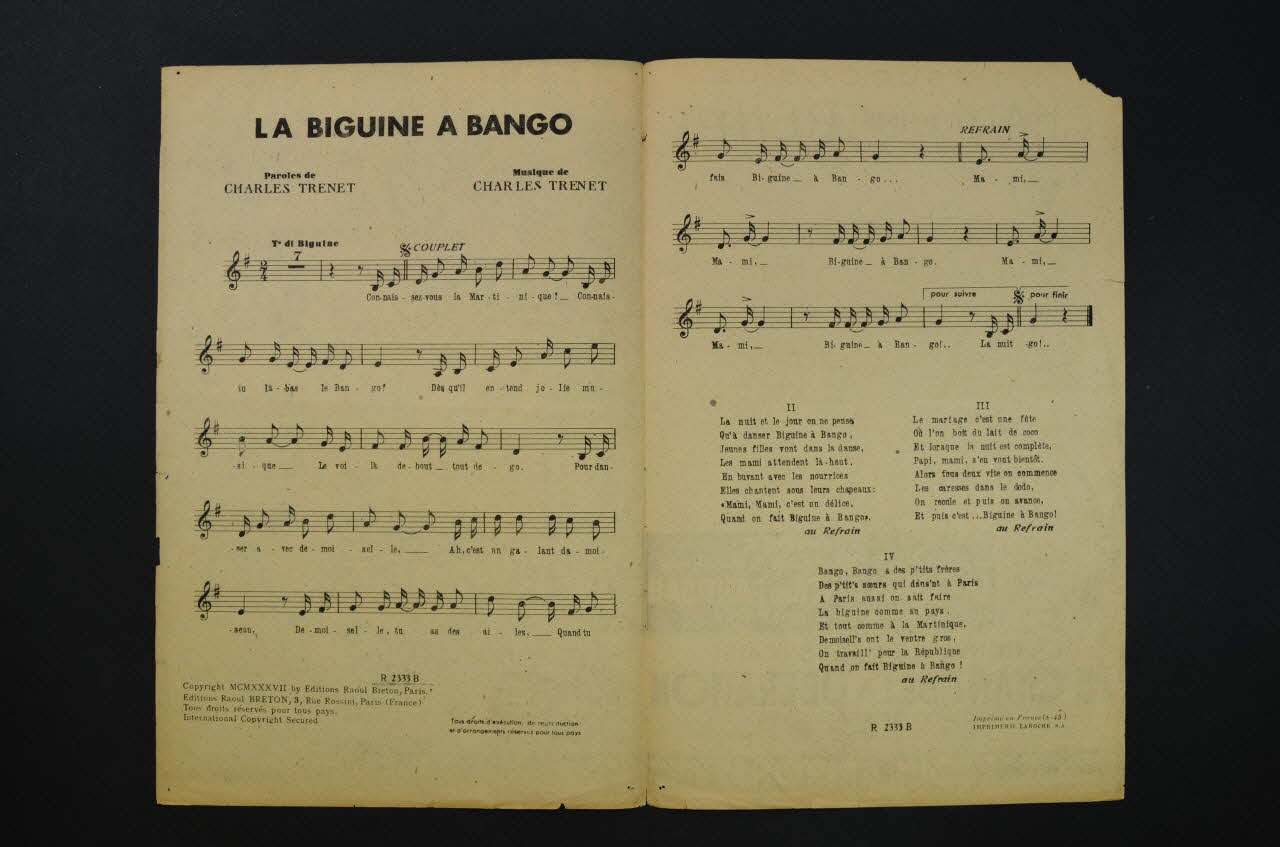 LA BIGUINE A BANGO
Paroles de
CHARLES TRENET
Musique de
CHARLES TRENET
Tº di Biguine
7
COUPLET
2
4
Con-nais - sez-vous la Mar - ti - ni - que! Con-nais-
tu là-bas le Ban - go? Dès qu'il en - tend jo - lie mu-
-si - que Le voi - là de-bout tout de - go. Pour dan-
-ser a - vec de-moi - sel - le, Ah, c'est un ga - lant da - moi-
-seau, De-moi - sel - le, tu as des ai - les, Quand tu
R 2333 B
Copyright MCMXXXVII by Editions Raoul Breton, Paris.
Editions Raoul BRETON, 3, Rue Rossini, Paris (France)
Tous droits réservés pour tous pays.
International Copyright Secured
Tous droits d'exécution, de reproduction
et d'arrangements réservés pour tous pays
REFRAIN
fais Bi-guine à Ban - go... Ma - mi,
Ma - mi, Bi-guine à Ban - go. Ma - mi,
pour suivre pour finir
Ma - mi, Bi-guine à Ban - go!.. La nuit -go!..
II
La nuit et le jour on ne pense
Qu'à danser Biguine à Bango,
Jeunes filles vont dans la danse,
Les mami attendent là-haut.
En buvant avec les nourrices
Elles chantent sous leurs chapeaux:
«Mami, Mami, c'est un délice,
Quand on fait Biguine à Bango».
au Refrain
III
Le mariage c'est une fête
Où l'on boit du lait de coco
Et lorsque la nuit est complète,
Papi, mami, s'en vont bientôt.
Alors tous deux vite on commence
Les caresses dans le dodo,
On recule et puis on avance,
Et puis c'est...Biguine à Bango!
au Refrain
IV
Bango, Bango a des p'tits frères
Des p'tit's sœurs qui dans'nt à Paris
A Paris aussi on sait faire
La biguine comme au pays.
Et tout comme à la Martinique,
Demoisell's ont le ventre gros,
On travaill' pour la République
Quand on fait Biguine à Bango !
au Refrain
R 2333 B
Imprimé en France (5-45)
IMPRIMERIE LAROCHE S.A.